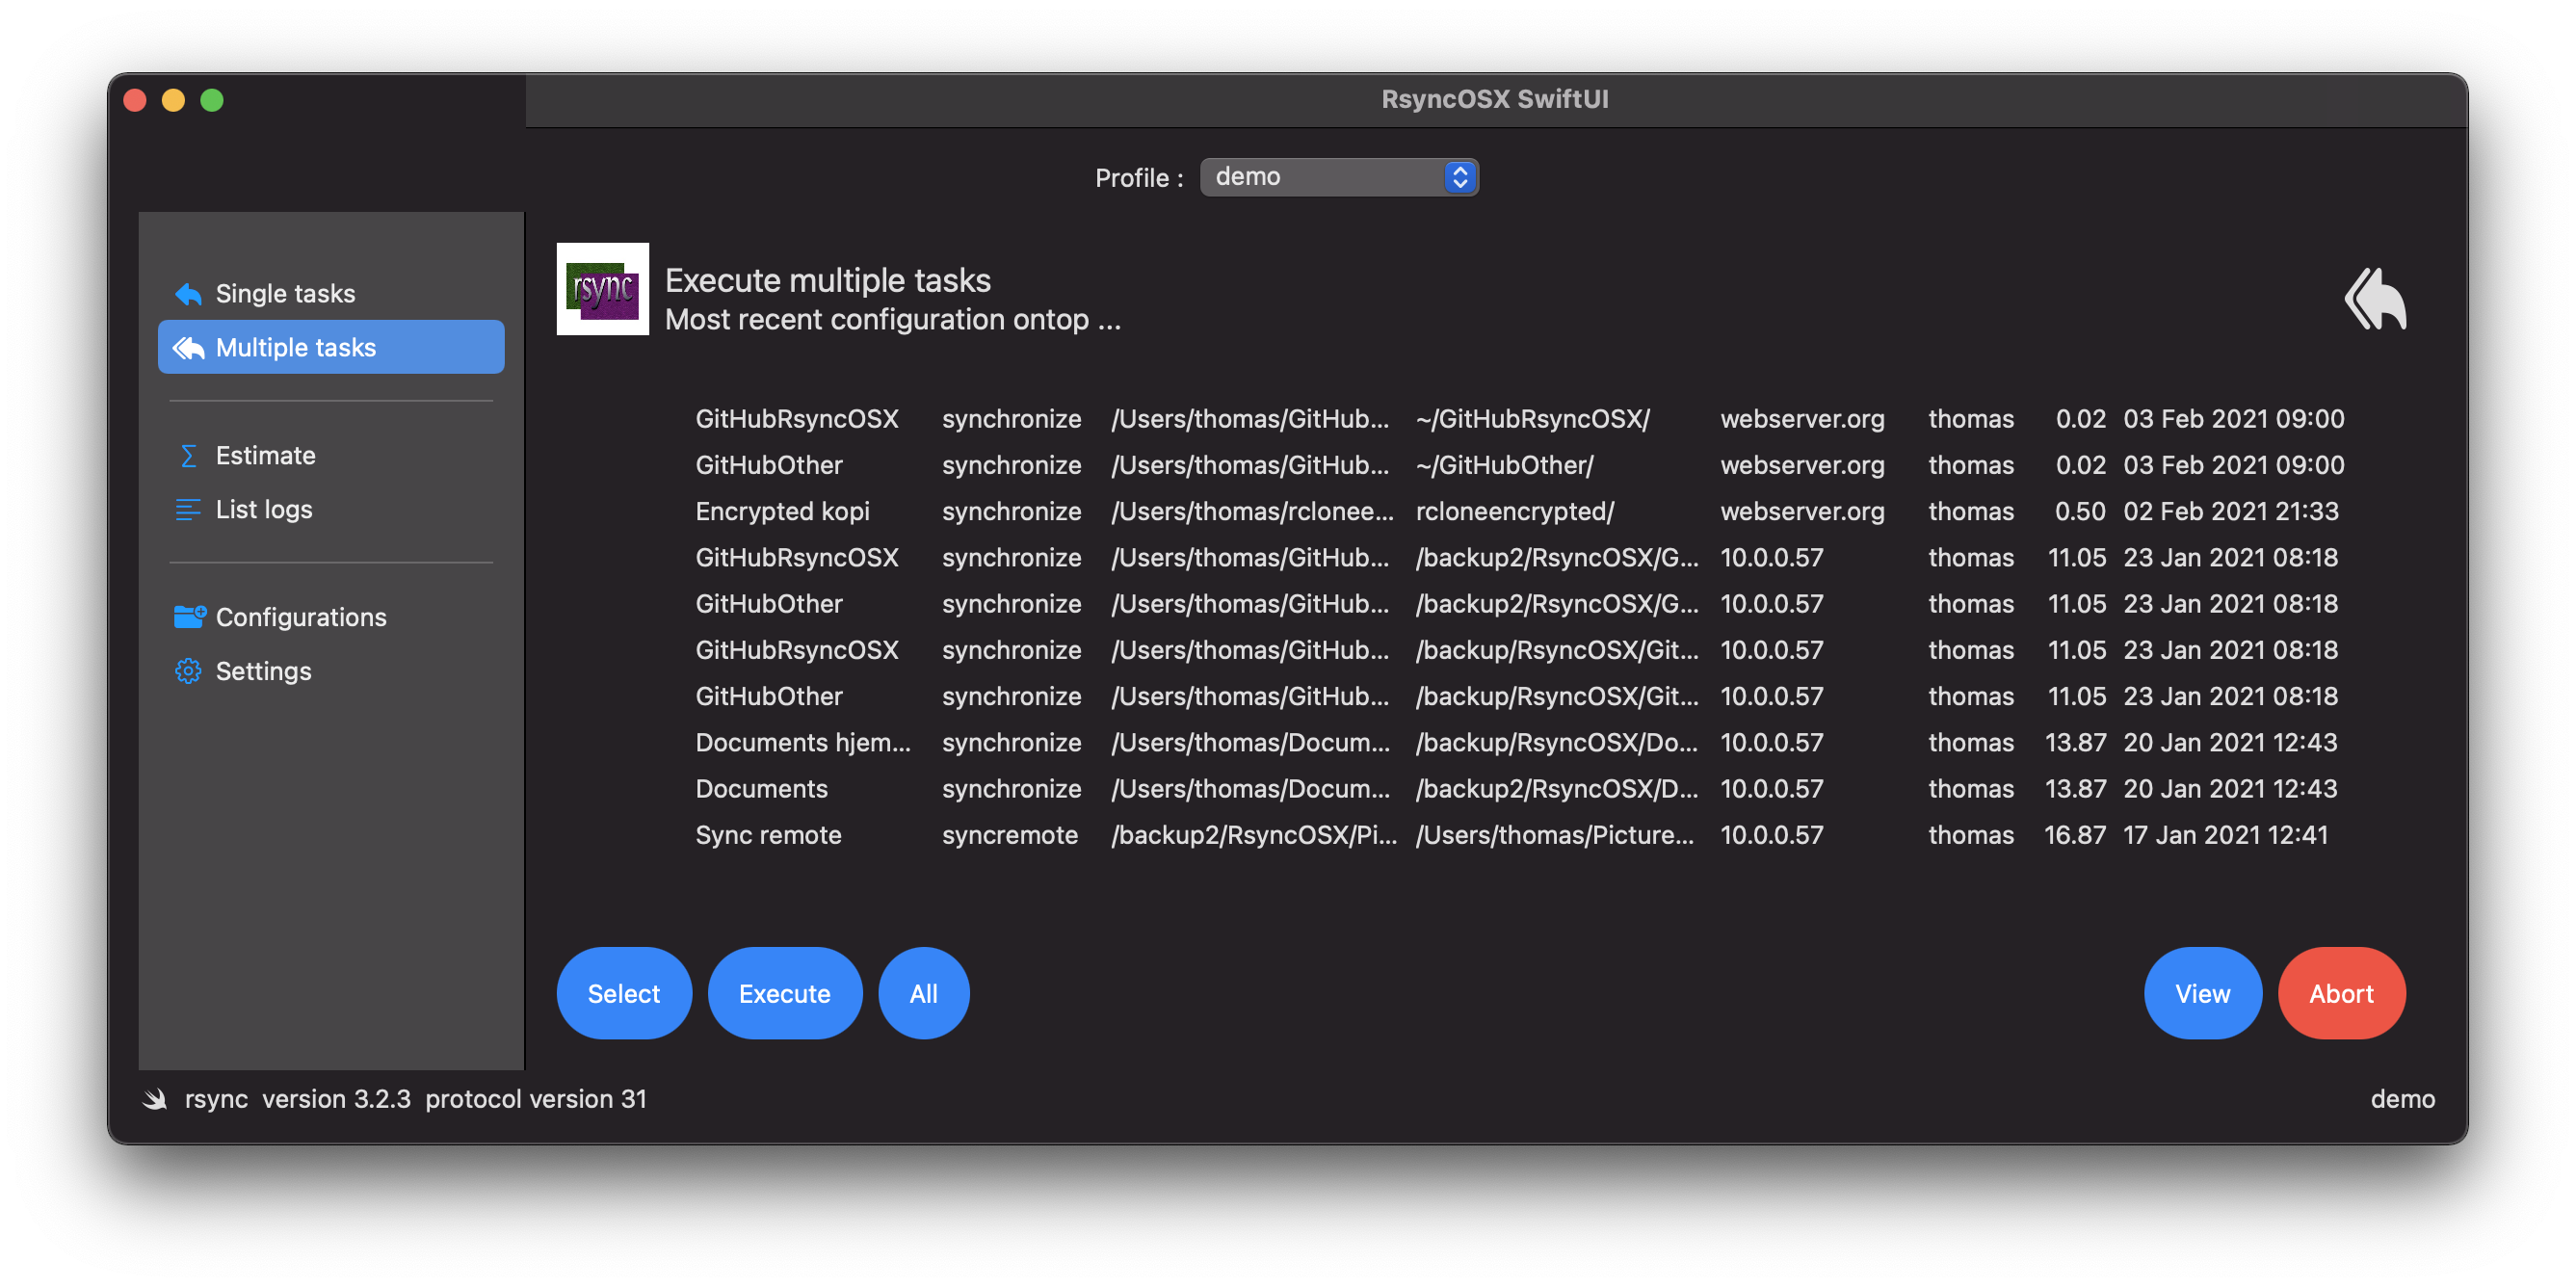 RsyncOSX SwiftUI
Profile : demo
Single tasks
Multiple tasks
Estimate
List logs
Configurations
Settings
rsync
Execute multiple tasks
Most recent configuration ontop ...
GitHubRsyncOSX synchronize /Users/thomas/GitHub... ~/GitHubRsyncOSX/ webserver.org thomas 0.02 03 Feb 2021 09:00
GitHubOther synchronize /Users/thomas/GitHub... ~/GitHubOther/ webserver.org thomas 0.02 03 Feb 2021 09:00
Encrypted kopi synchronize /Users/thomas/rclonee... rcloneencrypted/ webserver.org thomas 0.50 02 Feb 2021 21:33
GitHubRsyncOSX synchronize /Users/thomas/GitHub... /backup2/RsyncOSX/G... 10.0.0.57 thomas 11.05 23 Jan 2021 08:18
GitHubOther synchronize /Users/thomas/GitHub... /backup2/RsyncOSX/G... 10.0.0.57 thomas 11.05 23 Jan 2021 08:18
GitHubRsyncOSX synchronize /Users/thomas/GitHub... /backup/RsyncOSX/Git... 10.0.0.57 thomas 11.05 23 Jan 2021 08:18
GitHubOther synchronize /Users/thomas/GitHub... /backup/RsyncOSX/Git... 10.0.0.57 thomas 11.05 23 Jan 2021 08:18
Documents hjem... synchronize /Users/thomas/Docum... /backup/RsyncOSX/Do... 10.0.0.57 thomas 13.87 20 Jan 2021 12:43
Documents synchronize /Users/thomas/Docum... /backup2/RsyncOSX/D... 10.0.0.57 thomas 13.87 20 Jan 2021 12:43
Sync remote syncremote /backup2/RsyncOSX/Pi... /Users/thomas/Picture... 10.0.0.57 thomas 16.87 17 Jan 2021 12:41
Select Execute All View Abort
rsync version 3.2.3 protocol version 31 demo